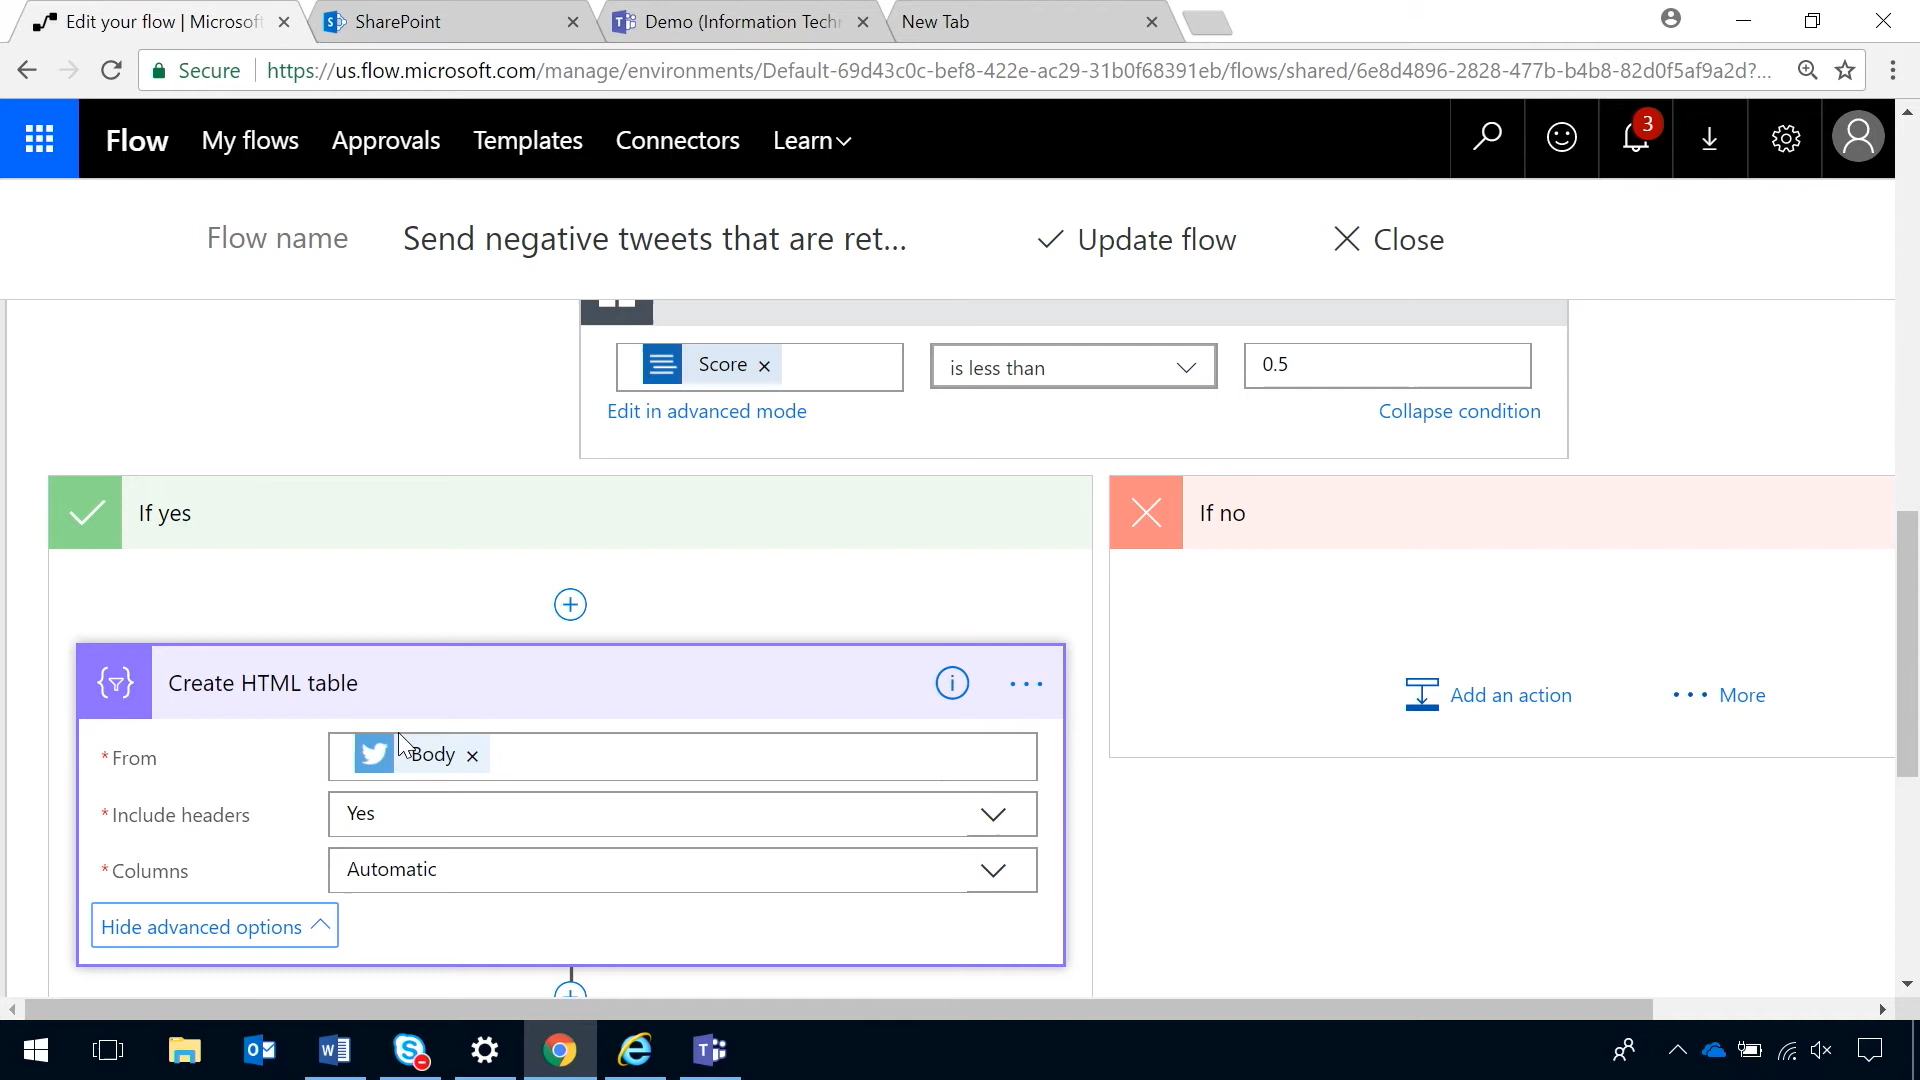 Edit your flow | Microsof
SharePoint
Demo (Information Techn
New Tab
Secure
https://us.flow.microsoft.com/manage/environments/Default-69d43c0c-bef8-422e-ac29-31b0f68391eb/flows/shared/6e8d4896-2828-477b-b4b8-82d0f5af9a2d?...
Flow
My flows
Approvals
Templates
Connectors
Learn
3
Flow name
Send negative tweets that are ret...
Update flow
Close
Score
is less than
0.5
Edit in advanced mode
Collapse condition
If yes
If no
Create HTML table
Add an action
More
* From
Body
* Include headers
Yes
* Columns
Automatic
Hide advanced options